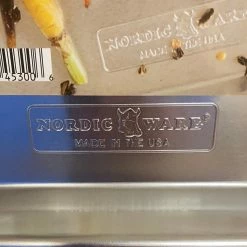 NORDIC WARE
MADE IN THE USA
45300 6
NORDIC WARE®
MADE IN THE USA